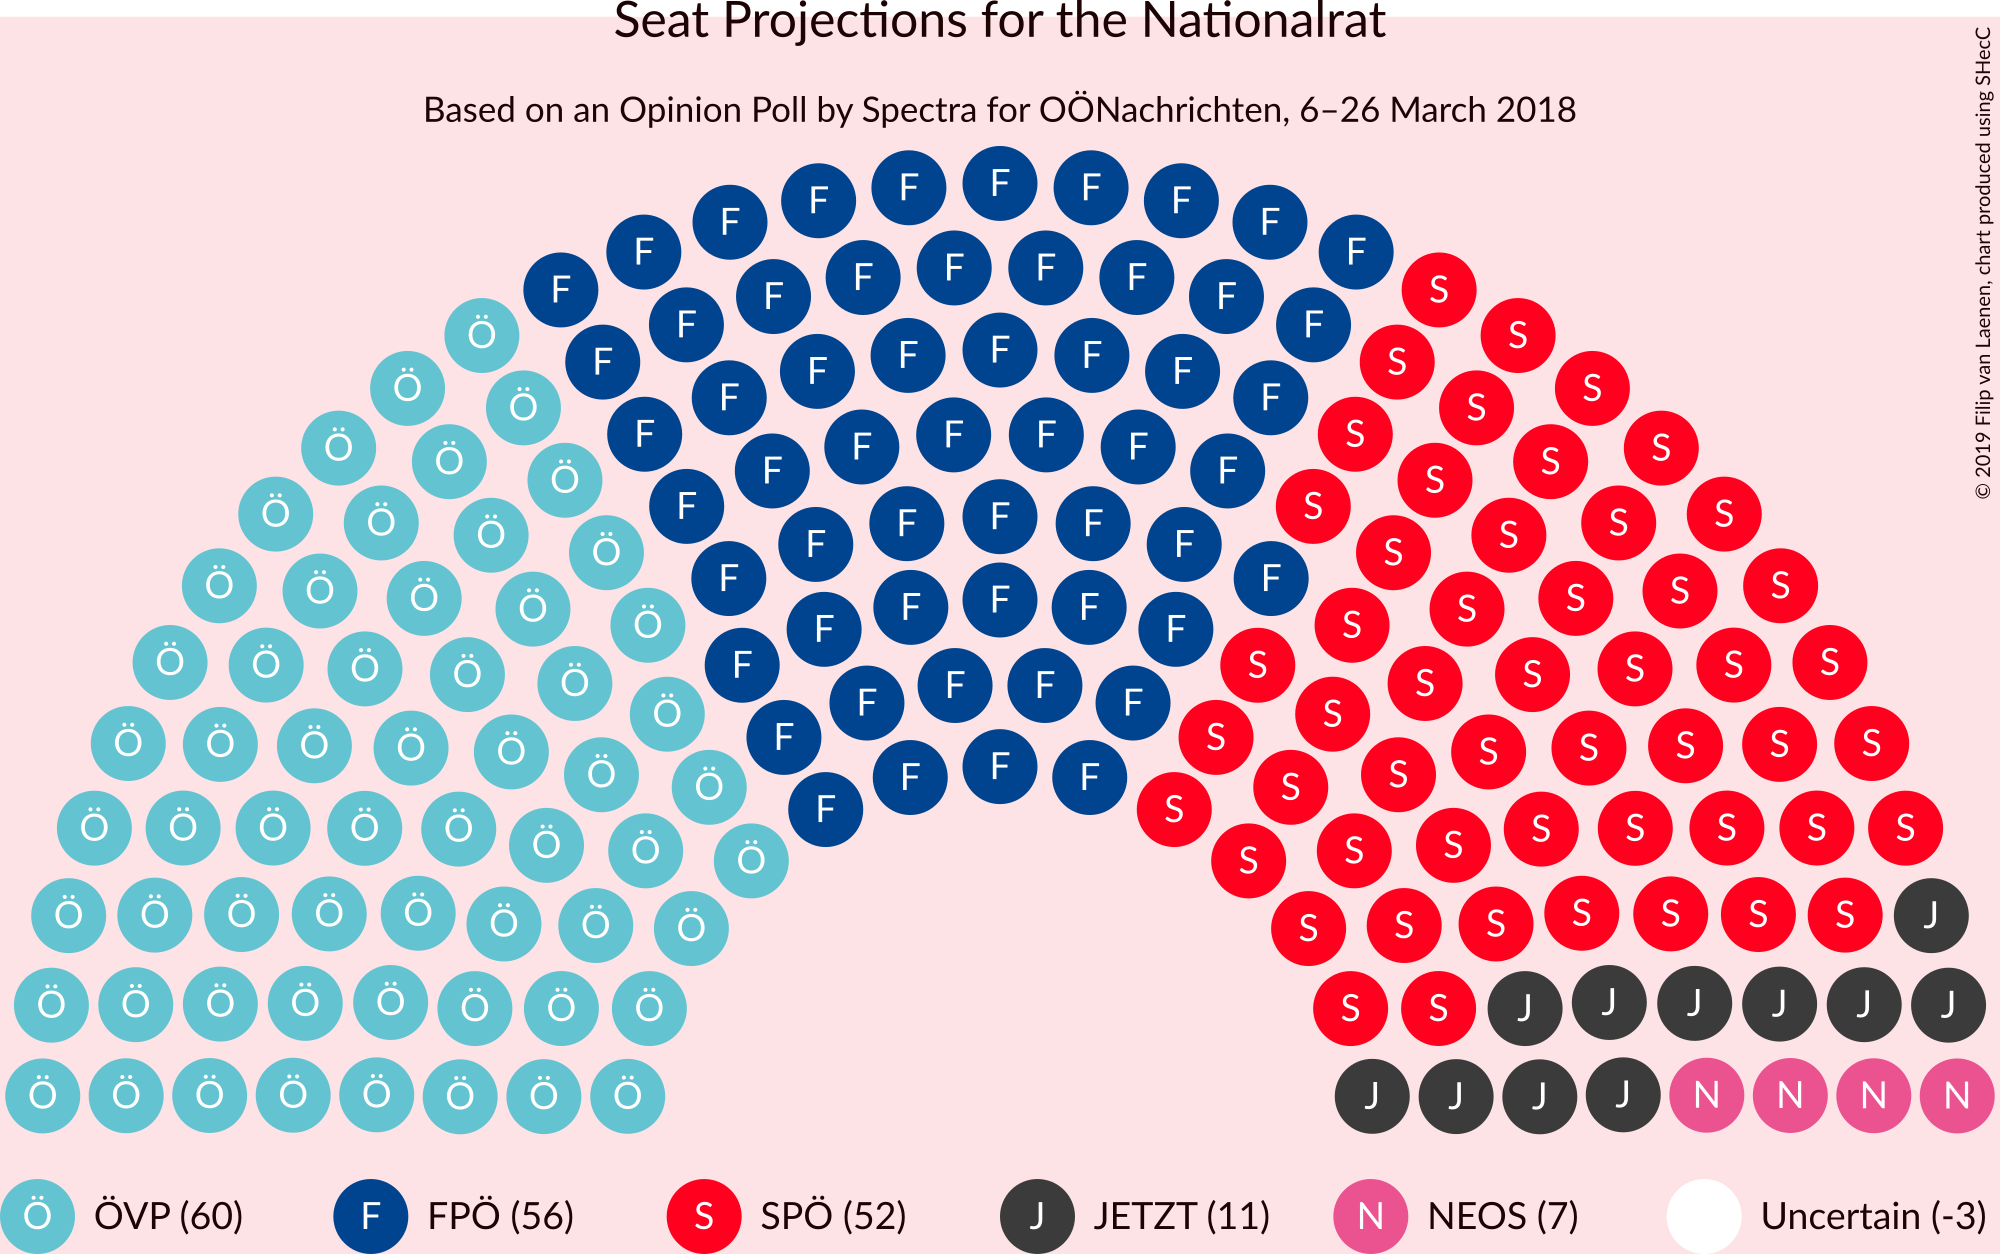 Seat Projections for the Nationalrat
Based on an Opinion Poll by Spectra for OÖNachrichten, 6–26 March 2018
© 2019 Filip van Laenen, chart produced using SHecC
F F F F F F F F F F
S
F F F F F F F F
Ö S
F F F F F F F
Ö Ö F S S S
Ö Ö F F F F F F S S S S
Ö Ö Ö Ö F F F F F F S S S S S
Ö Ö Ö Ö Ö F F F F F F S S S S S
Ö Ö Ö Ö Ö Ö F F F F F S S S S S S
Ö Ö Ö Ö Ö Ö F F F F F S S S S S S S
Ö Ö Ö Ö Ö Ö Ö F F F F S S S S S S S
Ö Ö Ö Ö Ö Ö Ö Ö F S S S S S S S S S
Ö Ö Ö Ö Ö Ö Ö Ö S S S S S S S J
Ö Ö Ö Ö Ö Ö Ö Ö S S J J J J J J
Ö Ö Ö Ö Ö Ö Ö Ö J J J J N N N N
Ö ÖVP (60) F FPÖ (56) S SPÖ (52) J JETZT (11) N NEOS (7) Uncertain (-3)